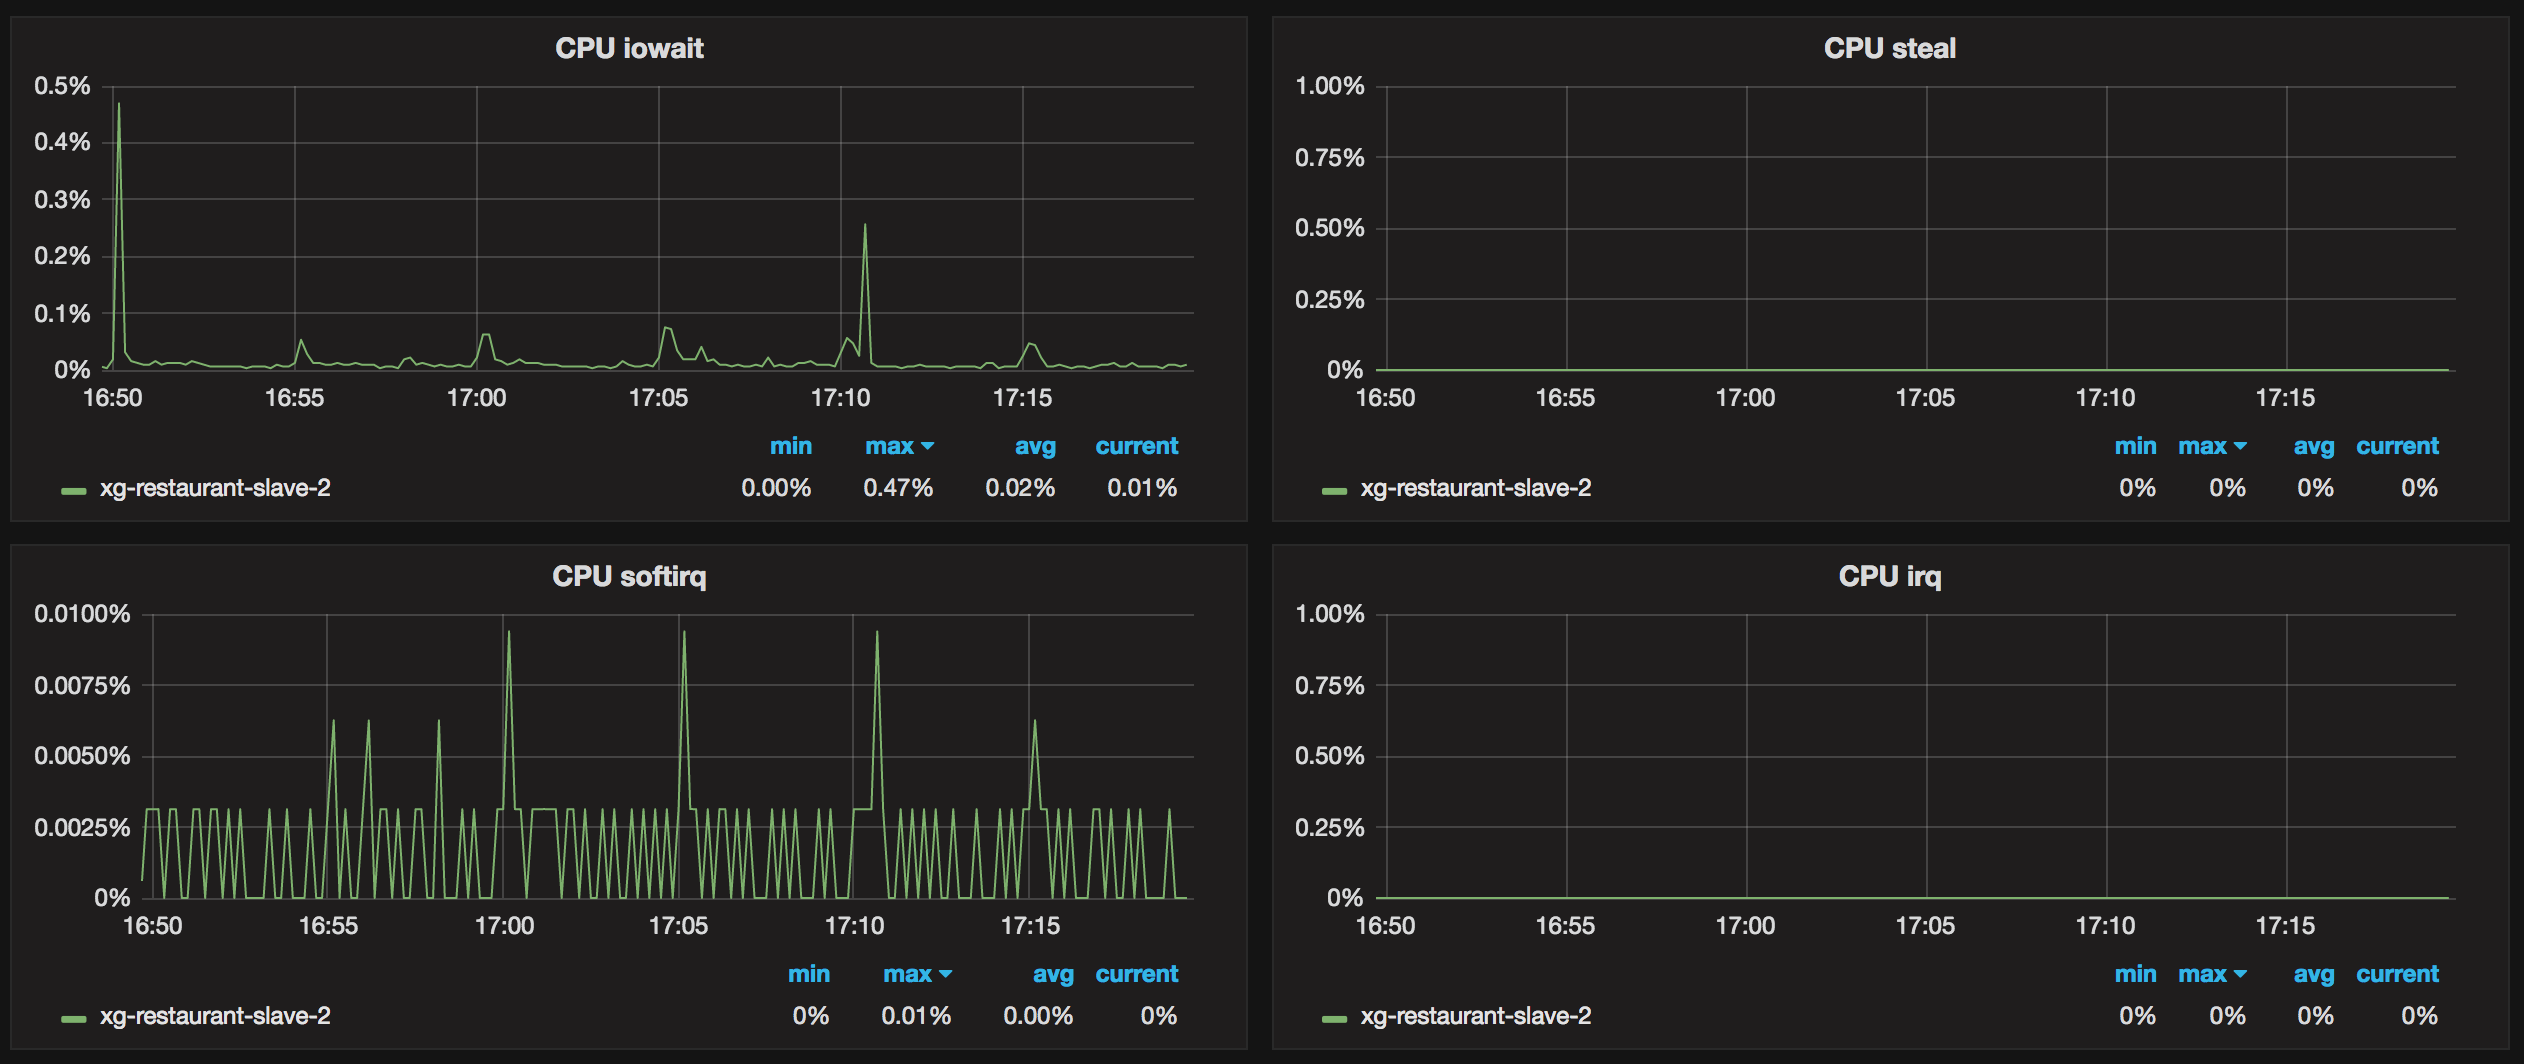 CPU iowait
0.5%
0.4%
0.3%
0.2%
0.1%
0%
16:50 16:55 17:00 17:05 17:10 17:15
min max avg current
xg-restaurant-slave-2 0.00% 0.47% 0.02% 0.01%
CPU steal
1.00%
0.75%
0.50%
0.25%
0%
16:50 16:55 17:00 17:05 17:10 17:15
min max avg current
xg-restaurant-slave-2 0% 0% 0% 0%
CPU softirq
0.0100%
0.0075%
0.0050%
0.0025%
0%
16:50 16:55 17:00 17:05 17:10 17:15
min max avg current
xg-restaurant-slave-2 0% 0.01% 0.00% 0%
CPU irq
1.00%
0.75%
0.50%
0.25%
0%
16:50 16:55 17:00 17:05 17:10 17:15
min max avg current
xg-restaurant-slave-2 0% 0% 0% 0%